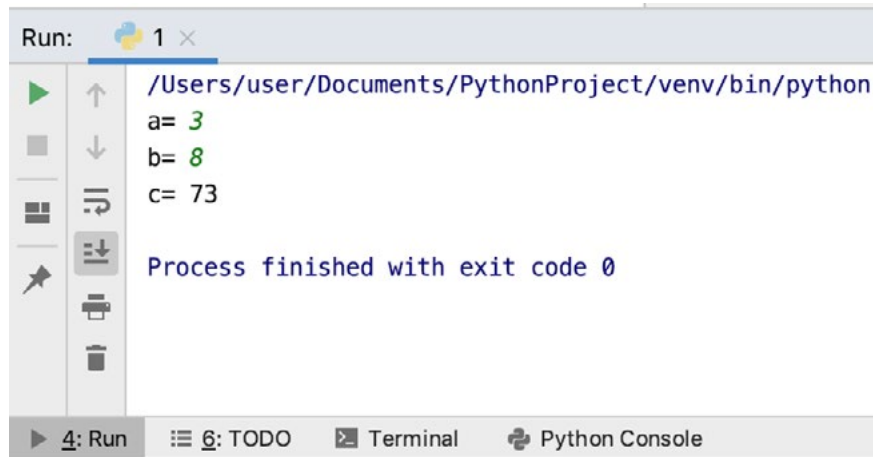 Run: 1 ×
/Users/user/Documents/PythonProject/venv/bin/python
a= 3
b= 8
c= 73
Process finished with exit code 0
4: Run 6: TODO Terminal Python Console